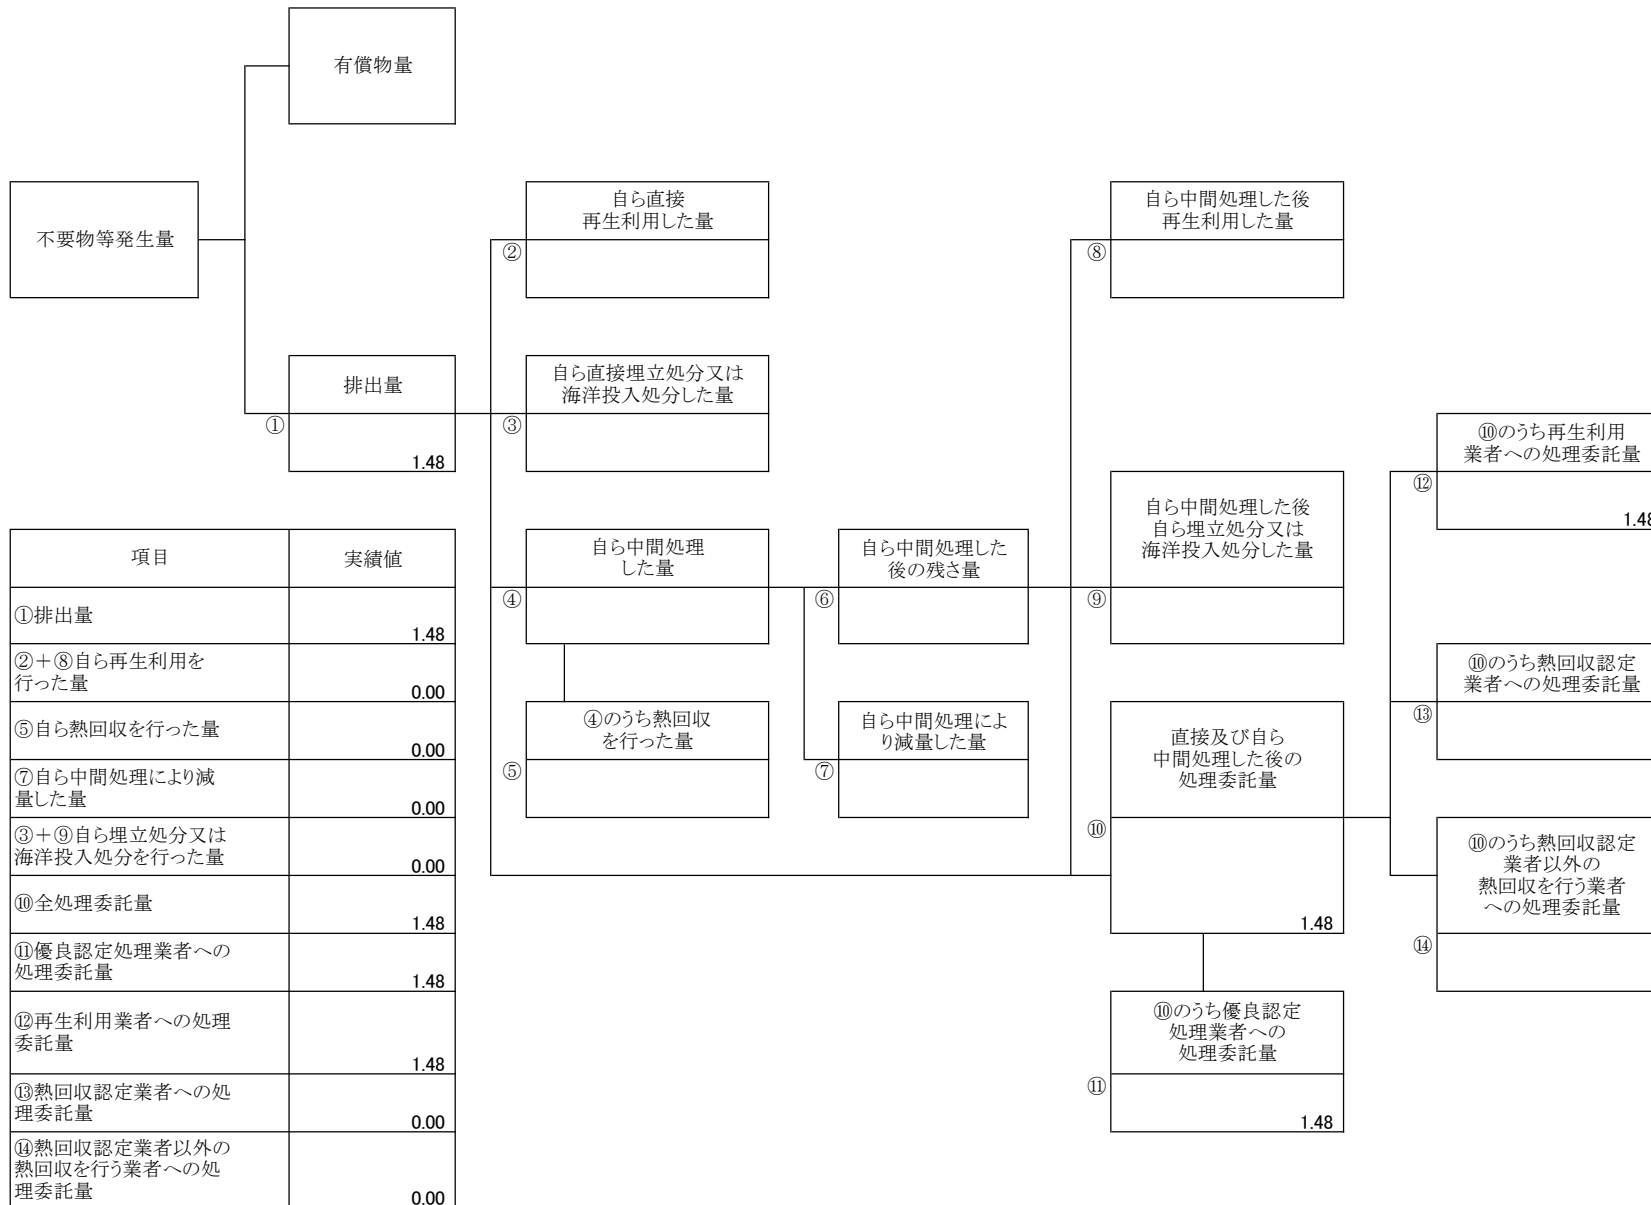 有償物量
不要物等発生量
自ら直接
再生利用した量
②
自ら中間処理した後
再生利用した量
⑧
排出量
①
1.48
自ら直接埋立処分又は
海洋投入処分した量
③
⑩のうち再生利用
業者への処理委託量
⑫
1.48
自ら中間処理
した量
④
自ら中間処理した
後の残さ量
⑥
自ら中間処理した後
自ら埋立処分又は
海洋投入処分した量
⑨
④のうち熱回収
を行った量
⑤
自ら中間処理によ
り減量した量
⑦
直接及び自ら
中間処理した後の
処理委託量
⑩
1.48
⑩のうち熱回収認定
業者への処理委託量
⑬
⑩のうち熱回収認定
業者以外の
熱回収を行う業者
への処理委託量
⑭
⑩のうち優良認定
処理業者への
処理委託量
⑪
1.48
項目 実績値
①排出量
1.48
②+⑧自ら再生利用を
行った量
0.00
⑤自ら熱回収を行った量
0.00
⑦自ら中間処理により減
量した量
0.00
③+⑨自ら埋立処分又は
海洋投入処分を行った量
0.00
⑩全処理委託量
1.48
⑪優良認定処理業者への
処理委託量
1.48
⑫再生利用業者への処理
委託量
1.48
⑬熱回収認定業者への処
理委託量
0.00
⑭熱回収認定業者以外の
熱回収を行う業者への処
理委託量
0.00